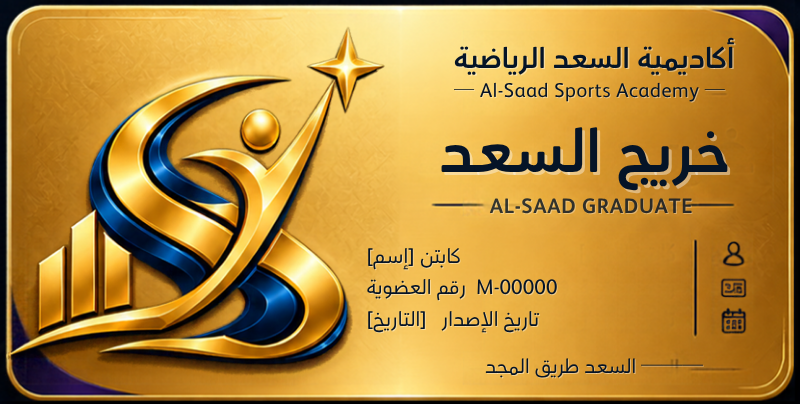 أكاديمية السعد الرياضية
Al-Saad Sports Academy
خريج السعد
AL-SAAD GRADUATE
كابتن [إسم]
رقم العضوية M-00000
تاريخ الإصدار [التاريخ]
السعد طريق المجد